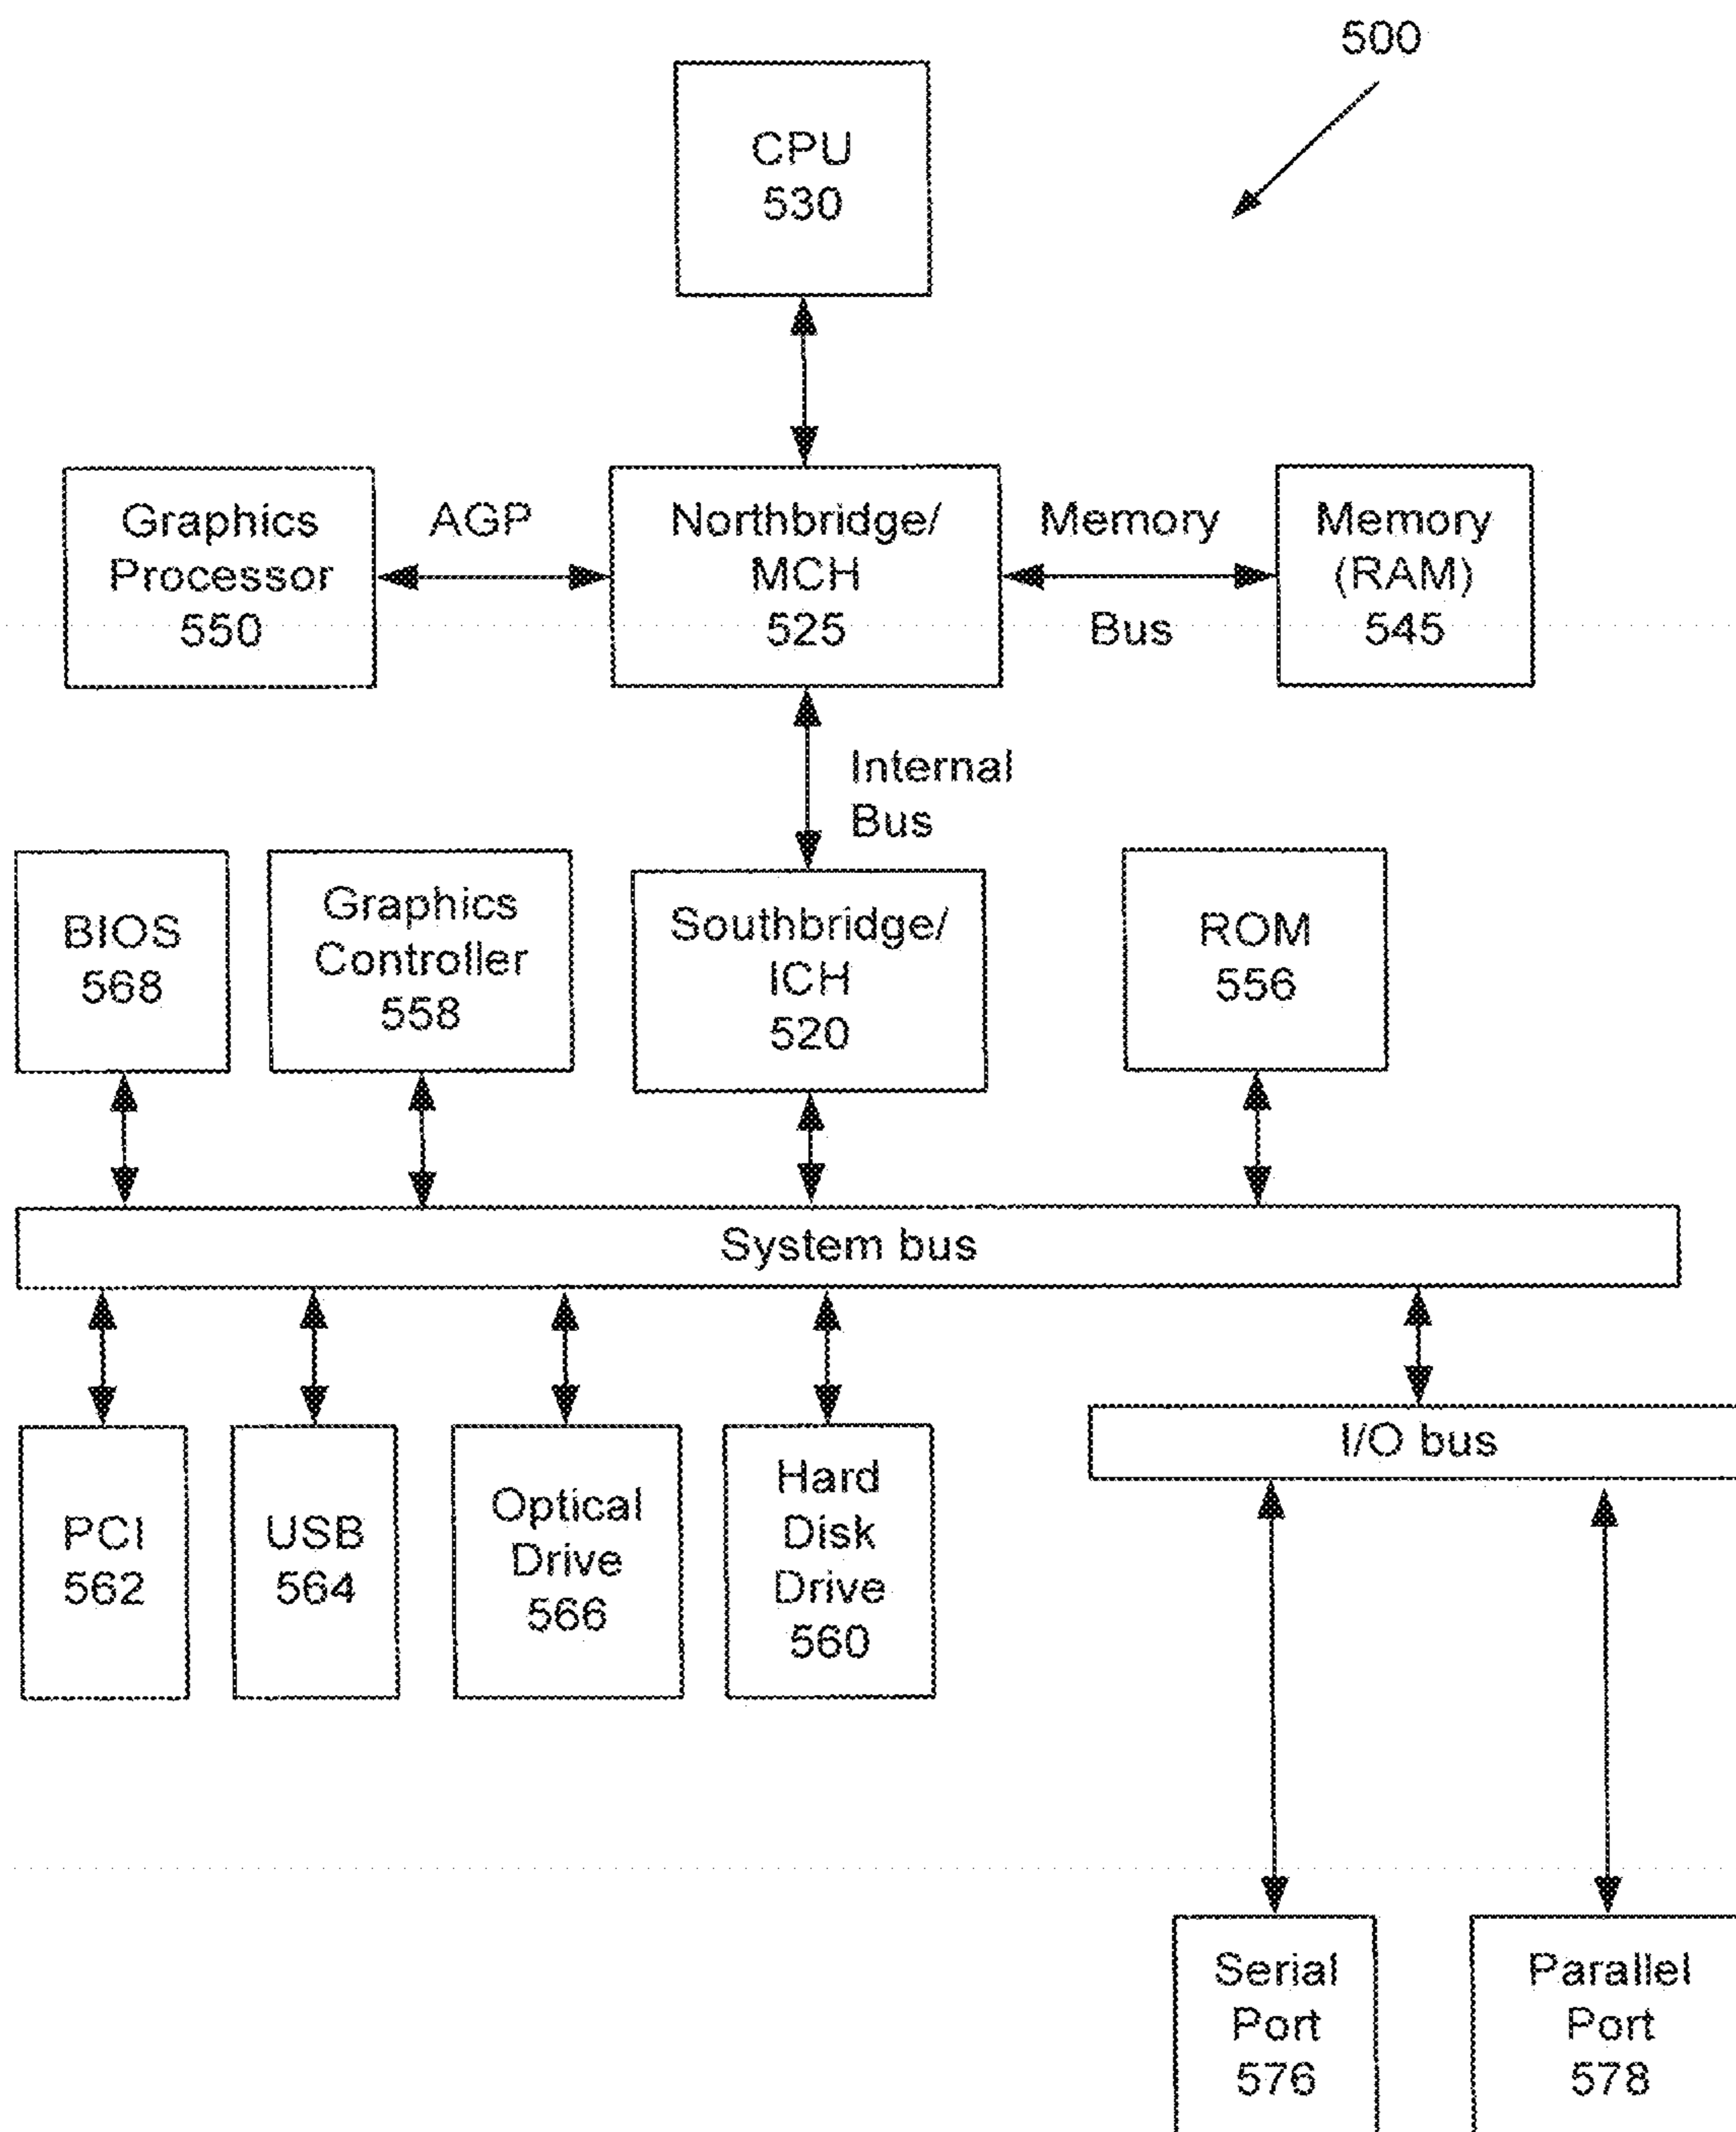 500
CPU
530
Graphics
Processor
550
AGP
Northbridge/
MCH
525
Memory
Bus
Memory
(RAM)
545
Internal
Bus
BIOS
568
Graphics
Controller
558
Southbridge/
ICH
520
ROM
556
System bus
I/O bus
PCI
562
USB
564
Optical
Drive
566
Hard
Disk
Drive
560
Serial
Port
576
Parallel
Port
578